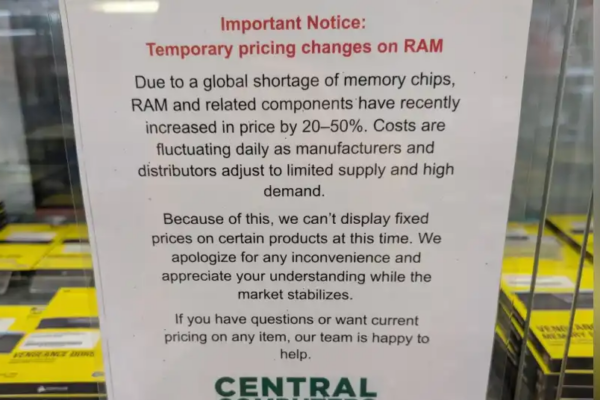 Important Notice:
Temporary pricing changes on RAM
Due to a global shortage of memory chips,
RAM and related components have recently
increased in price by 20–50%. Costs are
fluctuating daily as manufacturers and
distributors adjust to limited supply and high
demand.
Because of this, we can't display fixed
prices on certain products at this time. We
apologize for any inconvenience and
appreciate your understanding while the
market stabilizes.
If you have questions or want current
pricing on any item, our team is happy to
help.
CENTRAL
COMPUTERS
VENGEANCE
VENGEANCE